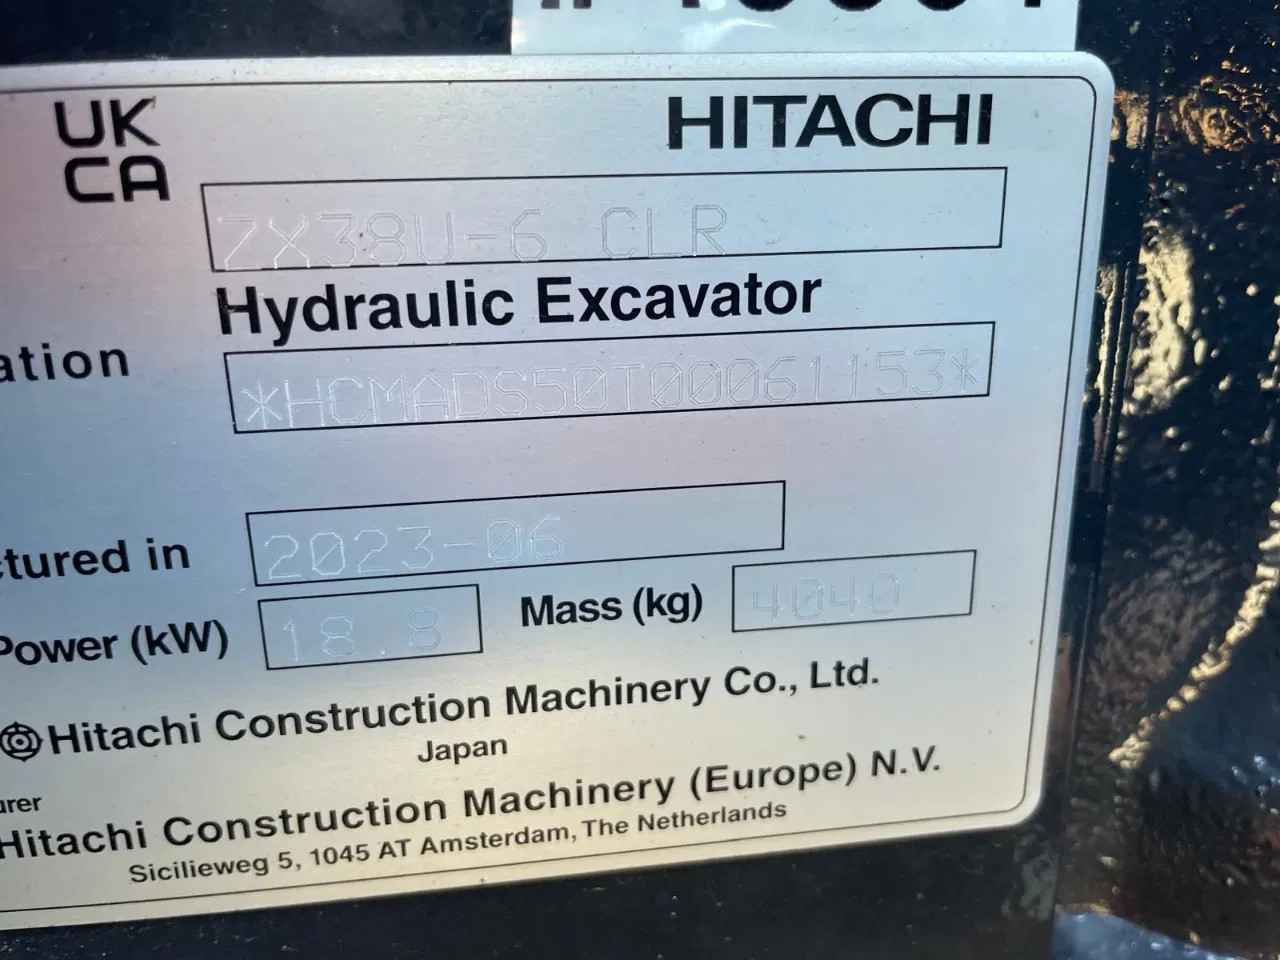 UK
CA
HITACHI
ZX38U-6 CLR
Hydraulic Excavator
ation
*HCMADS50T00061153*
ctured in 2023-06
Power (kW) 18.8 Mass (kg) 4040
Hitachi Construction Machinery Co., Ltd.
Japan
urer
Hitachi Construction Machinery (Europe) N.V.
Sicilieweg 5, 1045 AT Amsterdam, The Netherlands